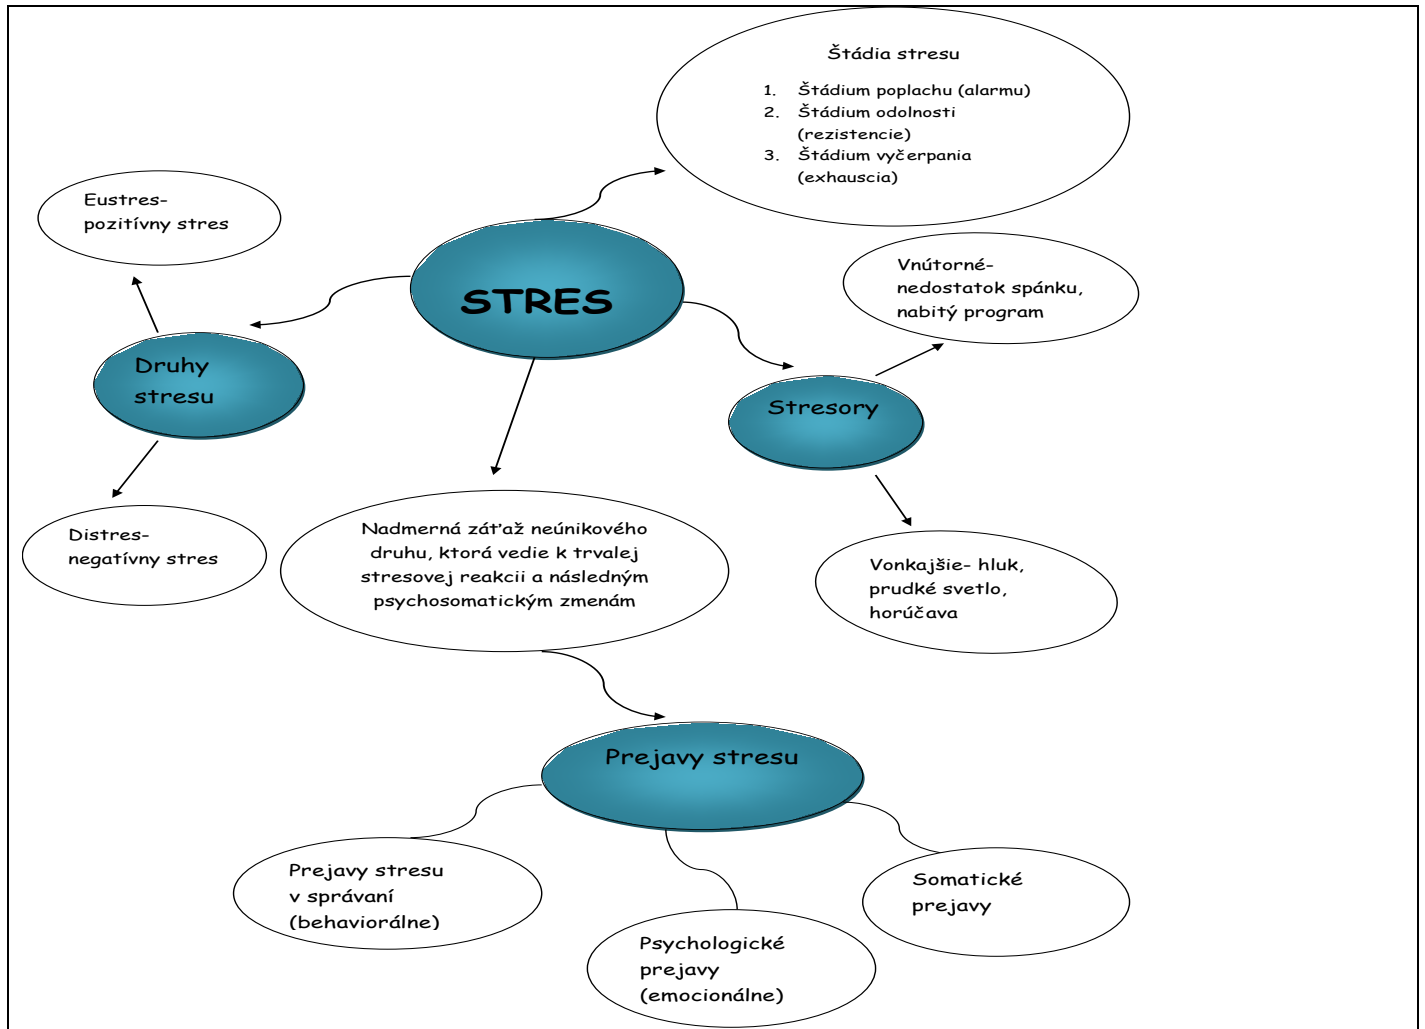 Štádia stresu
1. Štádium poplachu (alarmu)
2. Štádium odolnosti
(rezistencie)
3. Štádium vyčerpania
(exhauscia)
Eustres-
pozitívny stres
STRES
Vnútorné-
nedostatok spánku,
nabitý program
Druhy
stresu
Stresory
Distres-
negatívny stres
Nadmerná záťaž neúnikového
druhu, ktorá vedie k trvalej
stresovej reakcii a následným
psychosomatickým zmenám
Vonkajšie- hluk,
prudké svetlo,
horúčava
Prejavy stresu
Prejavy stresu
v správaní
(behaviorálne)
Psychologické
prejavy
(emocionálne)
Somatické
prejavy